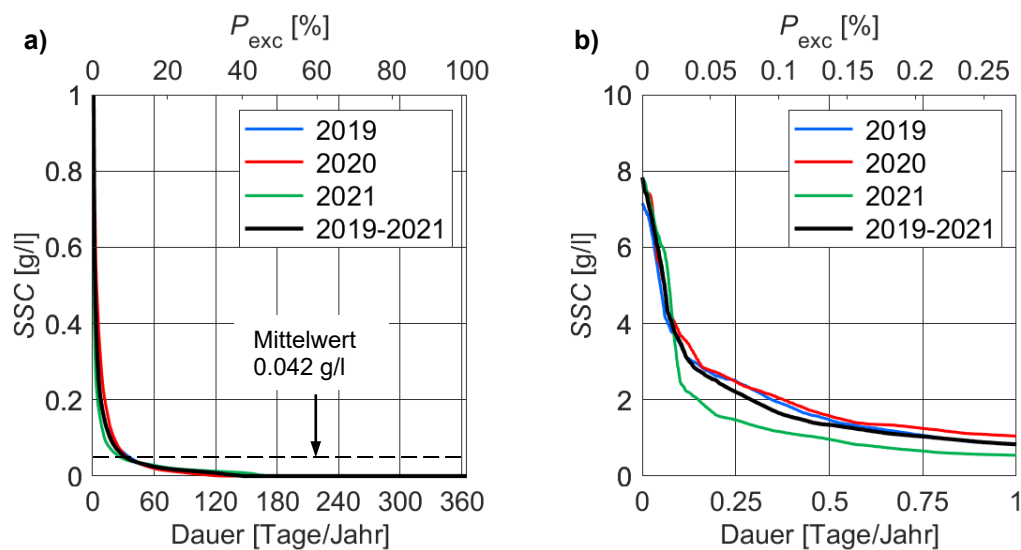 a)
P_exc [%]
0 20 40 60 80 100
1
0.8
0.6
0.4
0.2
0
SSC [g/l]
2019
2020
2021
2019-2021
Mittelwert
0.042 g/l
0 60 120 180 240 300 360
Dauer [Tage/Jahr]
b)
P_exc [%]
0 0.05 0.1 0.15 0.2 0.25
10
8
6
4
2
0
SSC [g/l]
2019
2020
2021
2019-2021
0 0.25 0.5 0.75 1
Dauer [Tage/Jahr]